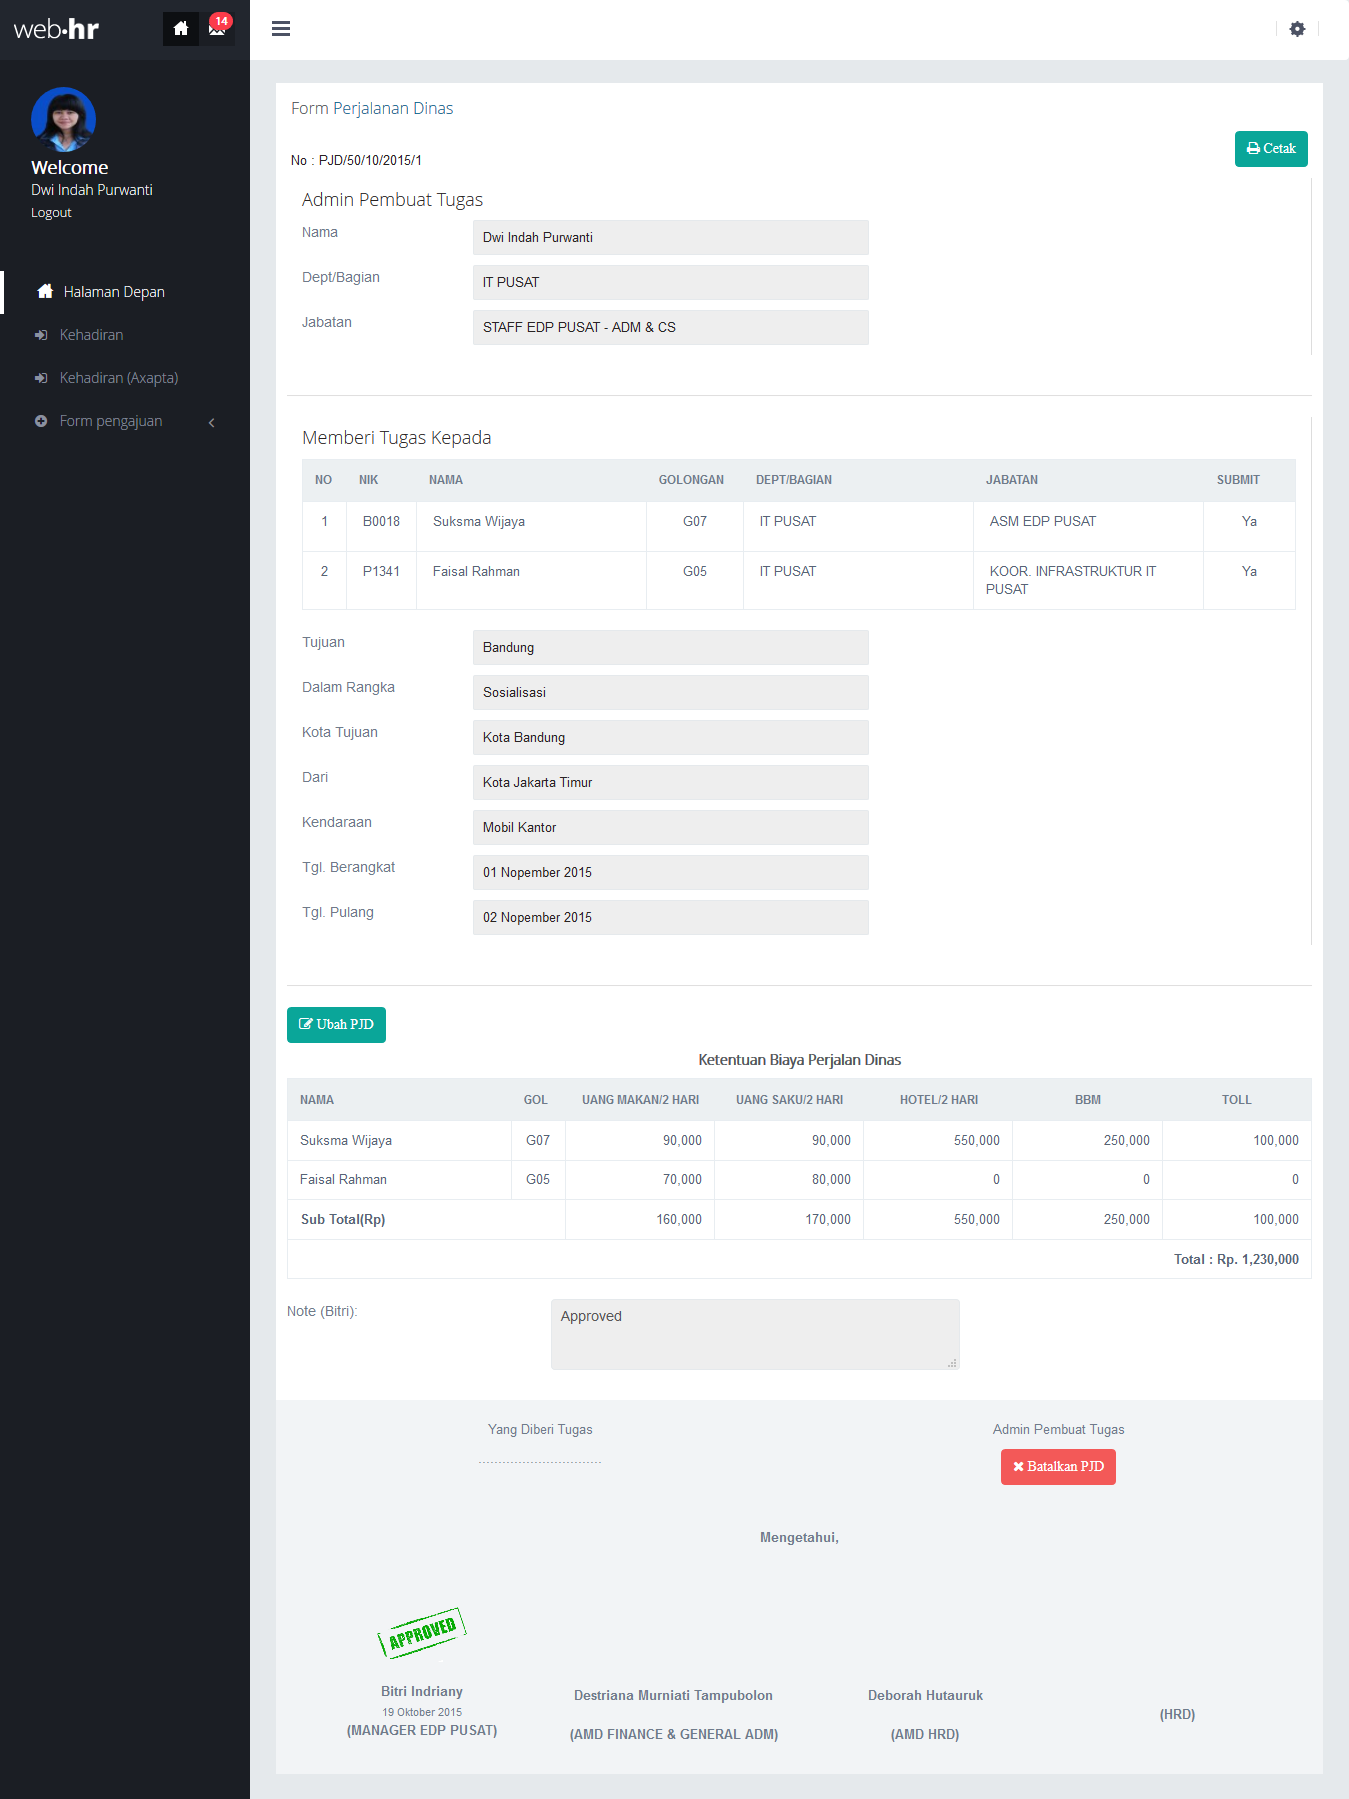 web·hr
14
Welcome
Dwi Indah Purwanti
Logout
Halaman Depan
Kehadiran
Kehadiran (Axapta)
Form pengajuan
Form Perjalanan Dinas
Cetak
No : PJD/50/10/2015/1
Admin Pembuat Tugas
Nama Dwi Indah Purwanti
Dept/Bagian IT PUSAT
Jabatan STAFF EDP PUSAT - ADM & CS
Memberi Tugas Kepada
NO NIK NAMA GOLONGAN DEPT/BAGIAN JABATAN SUBMIT
1 B0018 Suksma Wijaya G07 IT PUSAT ASM EDP PUSAT Ya
2 P1341 Faisal Rahman G05 IT PUSAT KOOR. INFRASTRUKTUR IT Ya
PUSAT
Tujuan Bandung
Dalam Rangka Sosialisasi
Kota Tujuan Kota Bandung
Dari Kota Jakarta Timur
Kendaraan Mobil Kantor
Tgl. Berangkat 01 Nopember 2015
Tgl. Pulang 02 Nopember 2015
Ubah PJD
Ketentuan Biaya Perjalan Dinas
NAMA GOL UANG MAKAN/2 HARI UANG SAKU/2 HARI HOTEL/2 HARI BBM TOLL
Suksma Wijaya G07 90,000 90,000 550,000 250,000 100,000
Faisal Rahman G05 70,000 80,000 0 0 0
Sub Total(Rp) 160,000 170,000 550,000 250,000 100,000
Total : Rp. 1,230,000
Note (Bitri): Approved
Yang Diberi Tugas Admin Pembuat Tugas
Batalkan PJD
Mengetahui,
APPROVED
Bitri Indriany Destriana Murniati Tampubolon Deborah Hutauruk
19 Oktober 2015
(MANAGER EDP PUSAT) (AMD FINANCE & GENERAL ADM) (AMD HRD) (HRD)